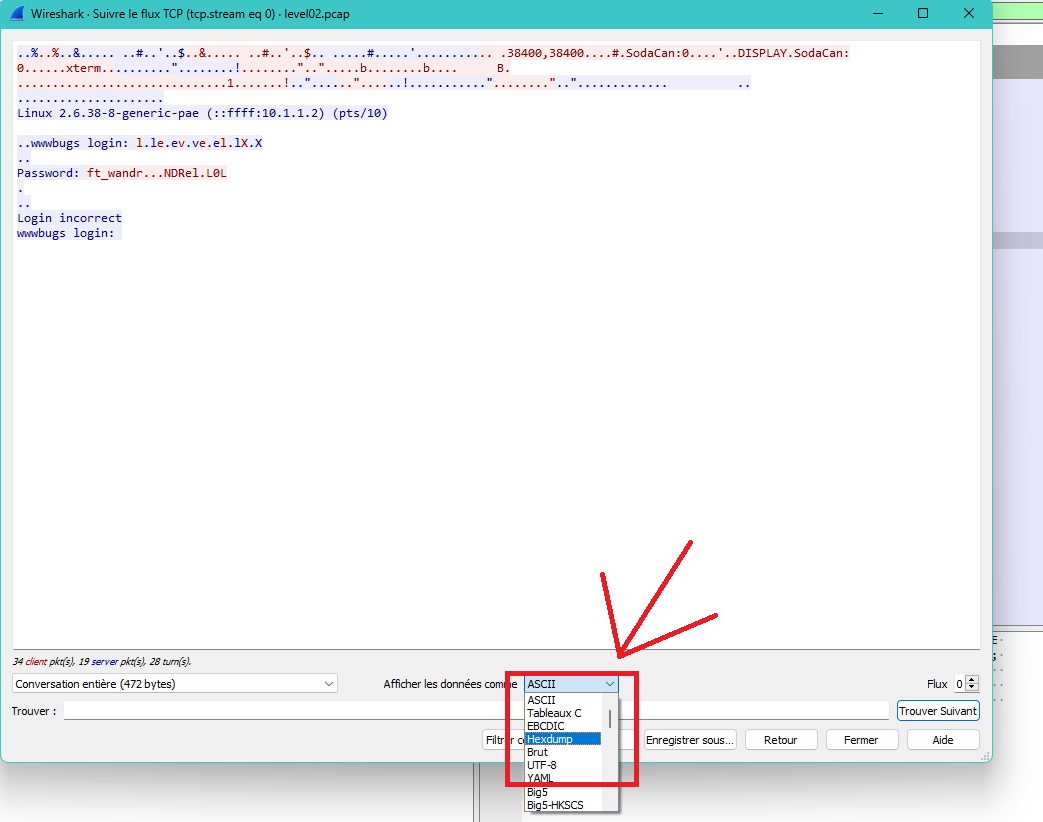 Wireshark · Suivre le flux TCP (tcp.stream eq 0) · level02.pcap
..%..%..&..... ..#..'..$..&..... ..#..'..$.. .....#.....'........... .38400,38400....#.SodaCan:0....'..DISPLAY.SodaCan:
0......xterm.........."........!........"..".....b........b.... B.
..............................1.......!.."......"......!..........."........".."............. ..
.....................
Linux 2.6.38-8-generic-pae (::ffff:10.1.1.2) (pts/10)
..wwwbugs login: l.le.ev.ve.el.lX.X
..
Password: ft_wandr...NDRel.L0L
.
..
Login incorrect
wwwbugs login:
34 client pkt(s), 19 server pkt(s), 28 turn(s).
Conversation entière (472 bytes)
Afficher les données comme
ASCII
Flux
0
ASCII
Tableaux C
EBCDIC
Hexdump
Brut
UTF-8
YAML
Big5
Big5-HKSCS
Trouver :
Trouver Suivant
Filtrer
Enregistrer sous...
Retour
Fermer
Aide